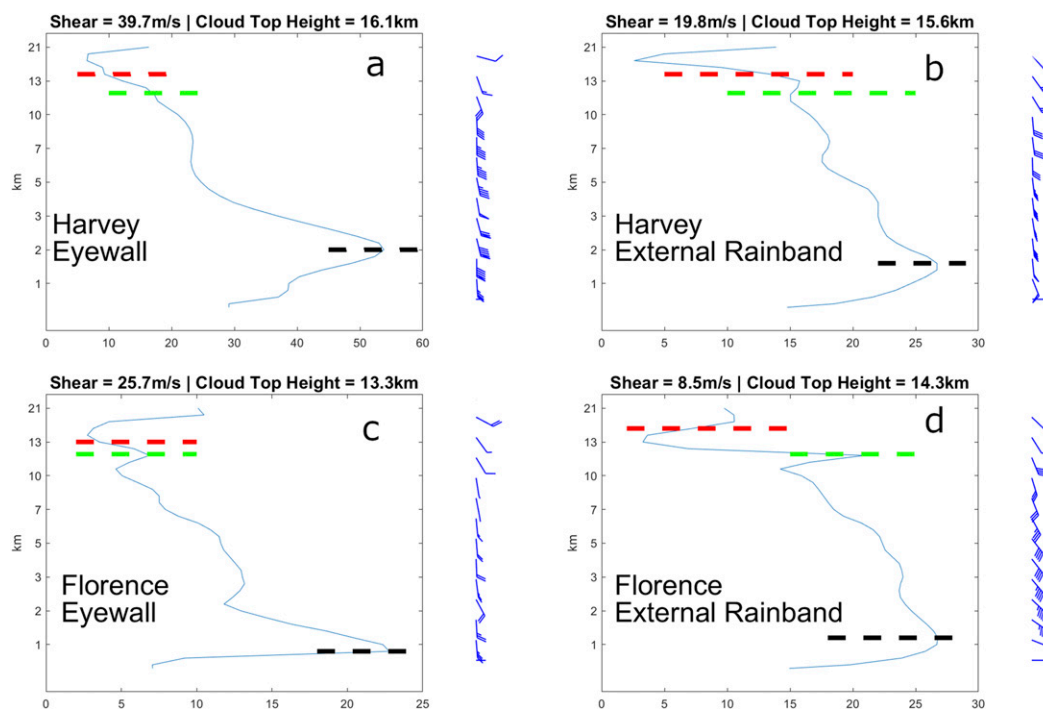 Shear = 39.7m/s | Cloud Top Height = 16.1km
a
21
13
10
7
5
3
2
1
km
Harvey
Eyewall
0 10 20 30 40 50 60
Shear = 19.8m/s | Cloud Top Height = 15.6km
b
21
13
10
7
5
3
2
1
km
Harvey
External Rainband
0 5 10 15 20 25 30
Shear = 25.7m/s | Cloud Top Height = 13.3km
c
21
13
10
7
5
3
2
1
km
Florence
Eyewall
0 5 10 15 20 25
Shear = 8.5m/s | Cloud Top Height = 14.3km
d
21
13
10
7
5
3
2
1
km
Florence
External Rainband
0 5 10 15 20 25 30